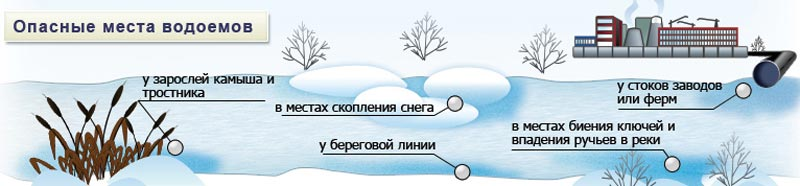 Опасные места водоемов
у зарослей камыша и
тростника
в местах скопления снега
у береговой линии
у стоков заводов
или ферм
в местах биения ключей и
впадения ручьев в реки